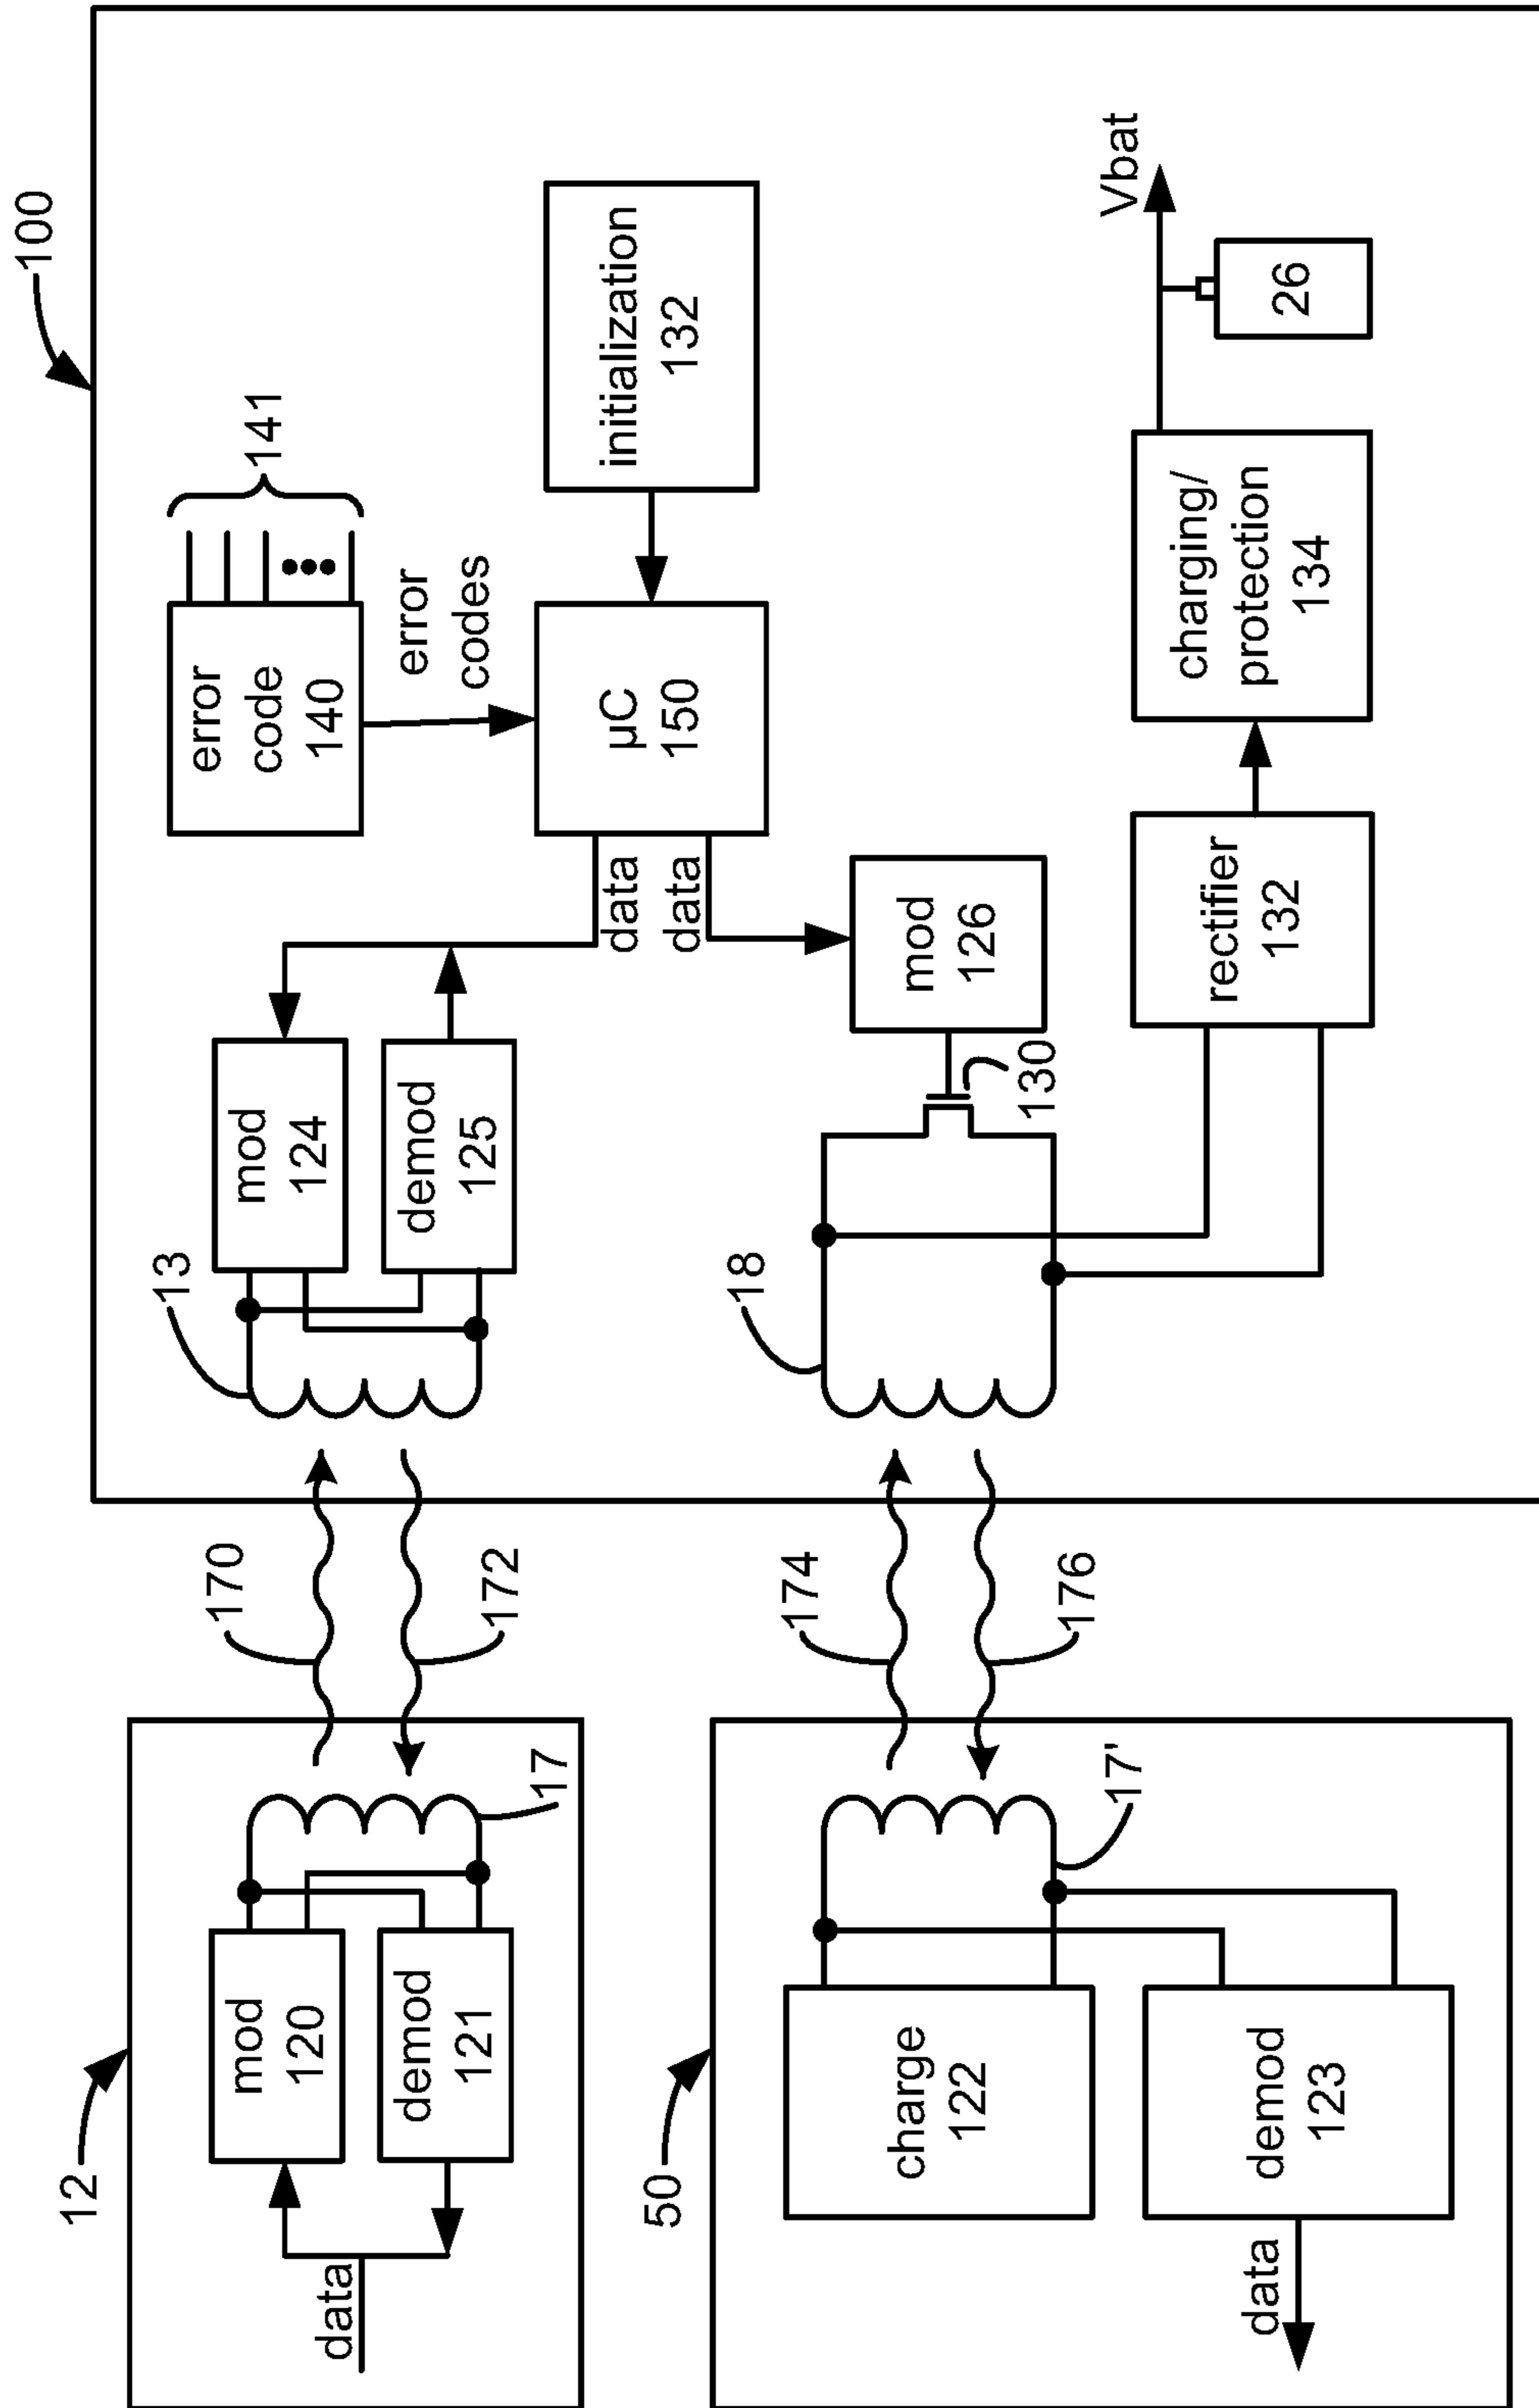 100
12
data
mod
120
demod
121
17
170
172
13
mod
124
demod
125
error
code
140
141
error
codes
data
data
µC
150
initialization
132
50
charge
122
demod
123
data
17'
174
176
18
130
mod
126
rectifier
132
charging/
protection
134
26
Vbat